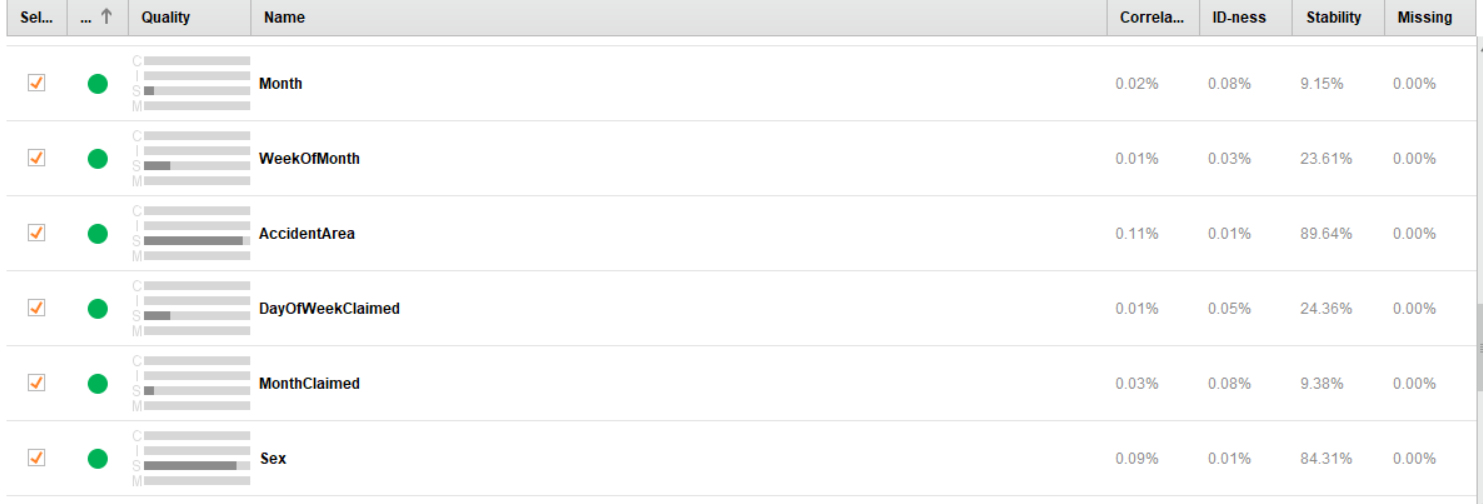 Sel... ... ↑ Quality Name Correla... ID-ness Stability Missing
C
I
S
M
Month 0.02% 0.08% 9.15% 0.00%
C
I
S
M
WeekOfMonth 0.01% 0.03% 23.61% 0.00%
C
I
S
M
AccidentArea 0.11% 0.01% 89.64% 0.00%
C
I
S
M
DayOfWeekClaimed 0.01% 0.05% 24.36% 0.00%
C
I
S
M
MonthClaimed 0.03% 0.08% 9.38% 0.00%
C
I
S
M
Sex 0.09% 0.01% 84.31% 0.00%